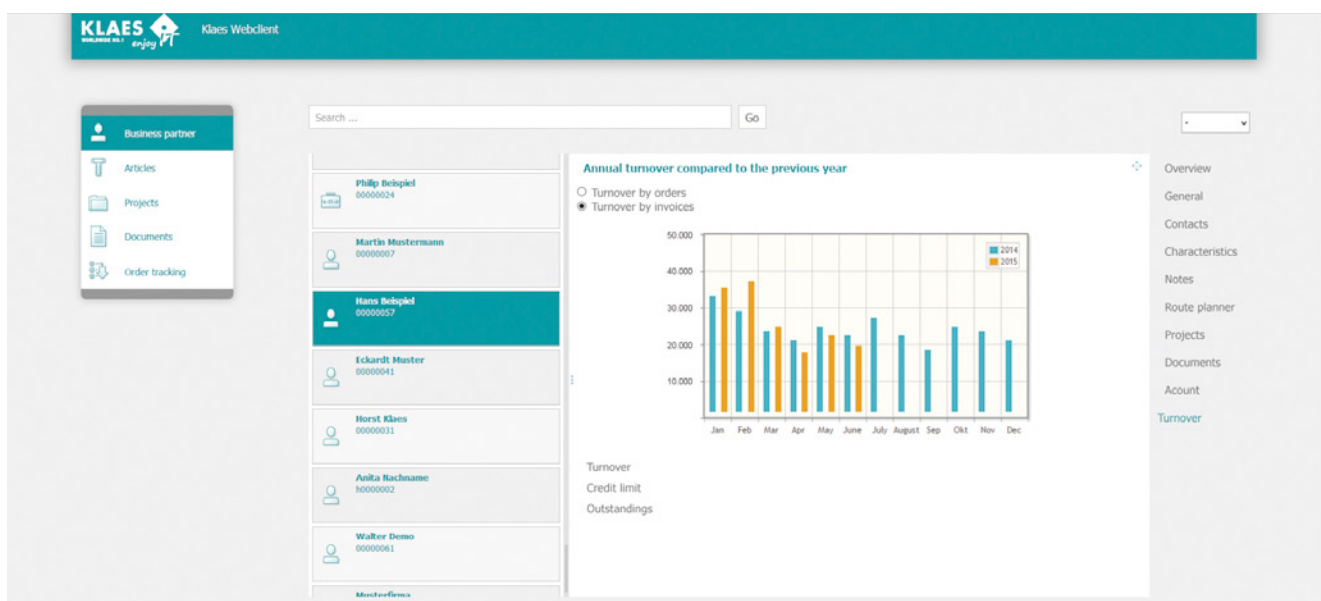 KLAES
WORLDWIDE NO.1
enjoy IT
Klaes Webclient
Business partner
Articles
Projects
Documents
Order tracking
Search ...
Go
-
Philip Beispiel
00000024
Martin Mustermann
00000007
Hans Beispiel
00000057
Eckardt Muster
00000041
Horst Klaes
00000031
Anita Nachname
h0000002
Walter Demo
00000061
Musterfirma
Annual turnover compared to the previous year
Turnover by orders
Turnover by invoices
50.000
40.000
30.000
20.000
10.000
2014
2015
Jan Feb Mar Apr May June July August Sep Okt Nov Dec
Turnover
Credit limit
Outstandings
Overview
General
Contacts
Characteristics
Notes
Route planner
Projects
Documents
Acount
Turnover